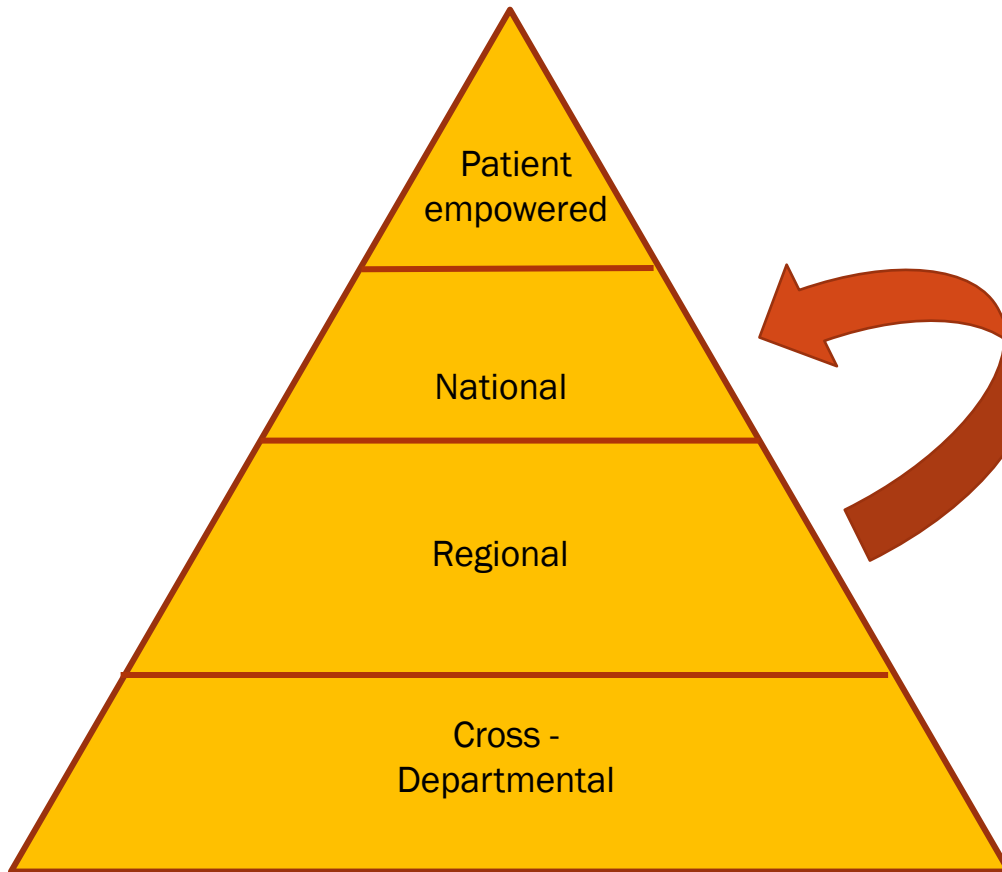 Patient
empowered
National
Regional
Cross -
Departmental